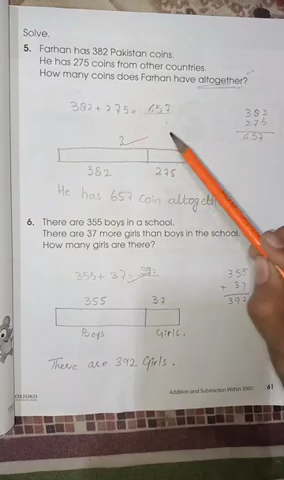 Solve.
5. Farhan has 382 Pakistan coins.
He has 275 coins from other countries.
How many coins does Farhan have altogether?
382+275= 657
382
275
657
?
382 275
He has 657 coin altogeth
6. There are 355 boys in a school.
There are 37 more girls than boys in the school.
How many girls are there?
355+37= 392
355
+ 37
392
355 37
Boys Girls.
There are 392 Girls.
Addition and Subtraction Within 1000 61
OXFORD